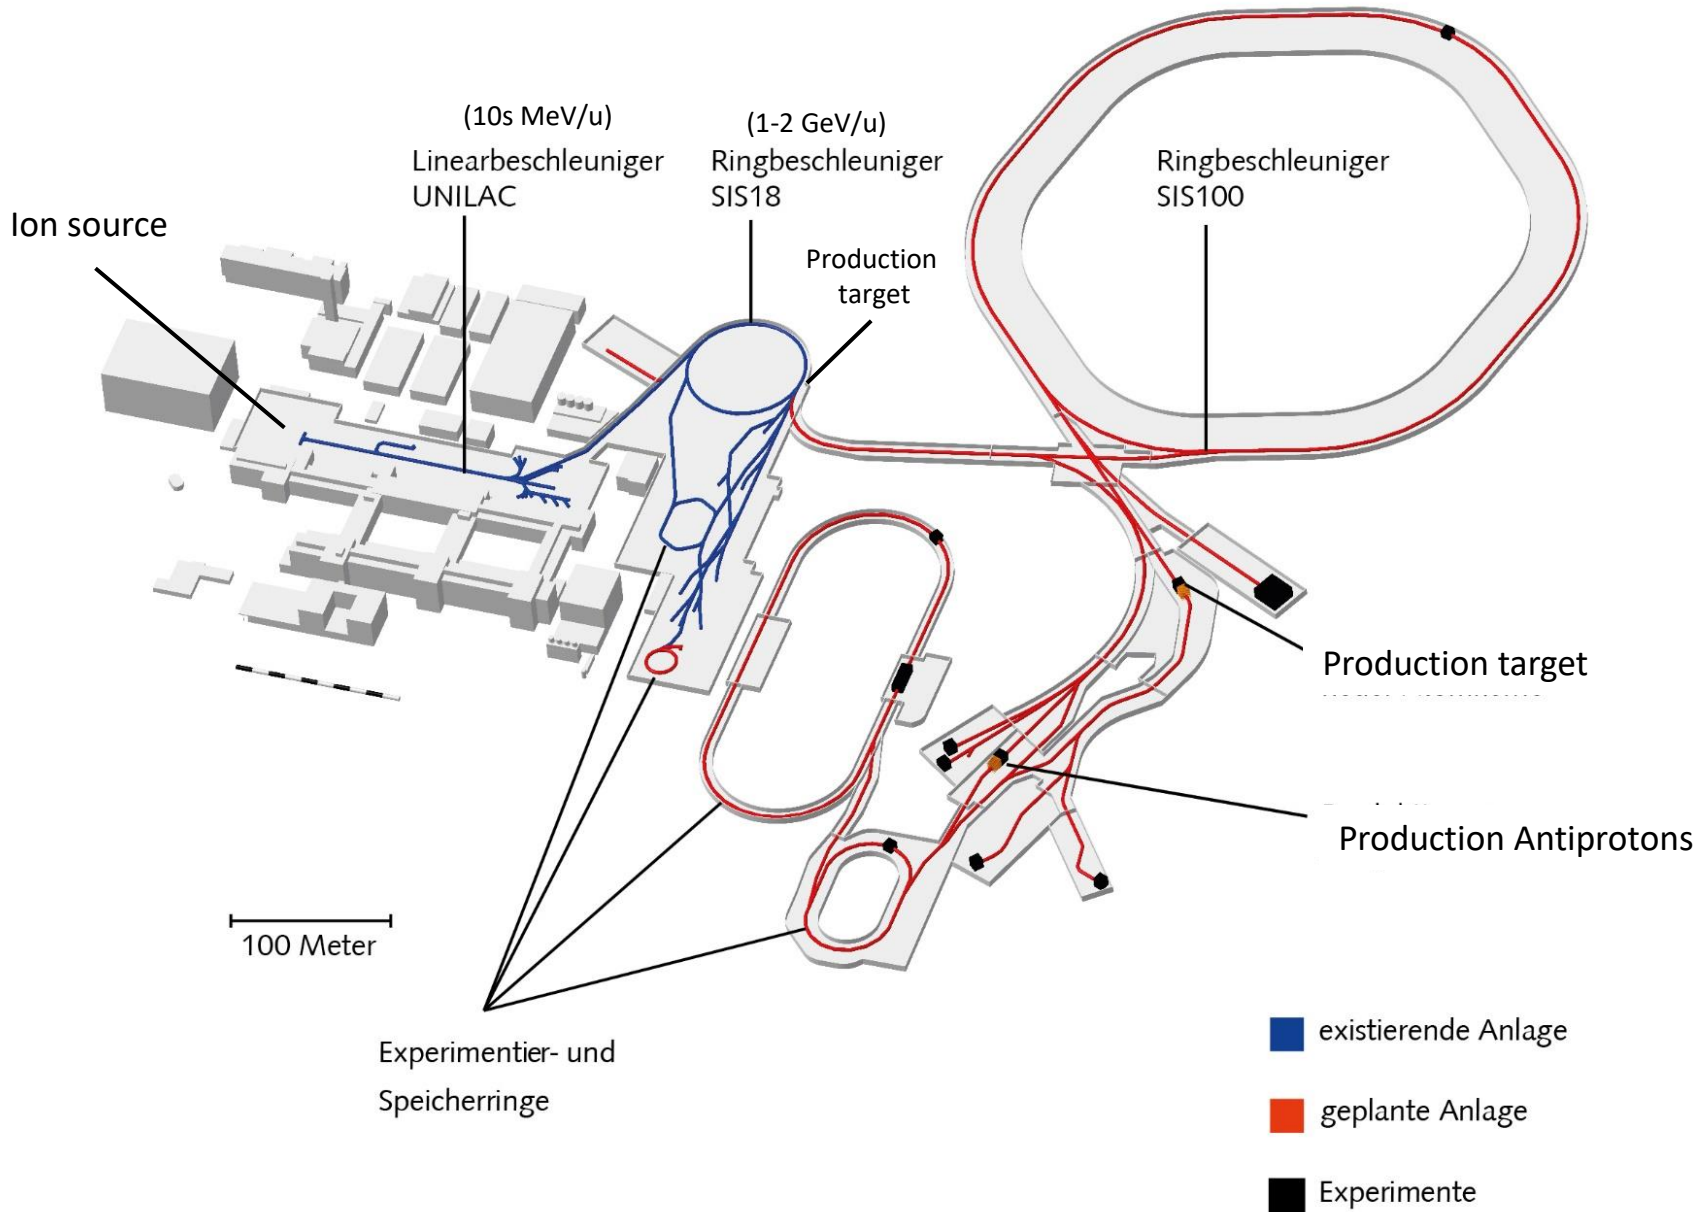 (10s MeV/u)
Linearbeschleuniger
UNILAC
(1-2 GeV/u)
Ringbeschleuniger
SIS18
Ringbeschleuniger
SIS100
Ion source
Production
target
Production target
Production Antiprotons
100 Meter
Experimentier- und
Speicherringe
existierende Anlage
geplante Anlage
Experimente